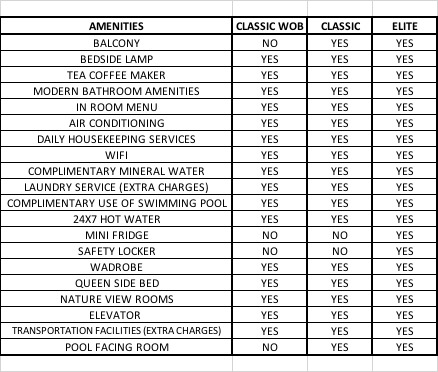 AMENITIES CLASSIC WOB CLASSIC ELITE
BALCONY NO YES YES
BEDSIDE LAMP YES YES YES
TEA COFFEE MAKER YES YES YES
MODERN BATHROOM AMENITIES YES YES YES
IN ROOM MENU YES YES YES
AIR CONDITIONING YES YES YES
DAILY HOUSEKEEPING SERVICES YES YES YES
WIFI YES YES YES
COMPLIMENTARY MINERAL WATER YES YES YES
LAUNDRY SERVICE (EXTRA CHARGES) YES YES YES
COMPLIMENTARY USE OF SWIMMING POOL YES YES YES
24X7 HOT WATER YES YES YES
MINI FRIDGE NO NO YES
SAFETY LOCKER NO NO YES
WADROBE YES YES YES
QUEEN SIDE BED YES YES YES
NATURE VIEW ROOMS YES YES YES
ELEVATOR YES YES YES
TRANSPORTATION FACILITIES (EXTRA CHARGES) YES YES YES
POOL FACING ROOM NO YES YES